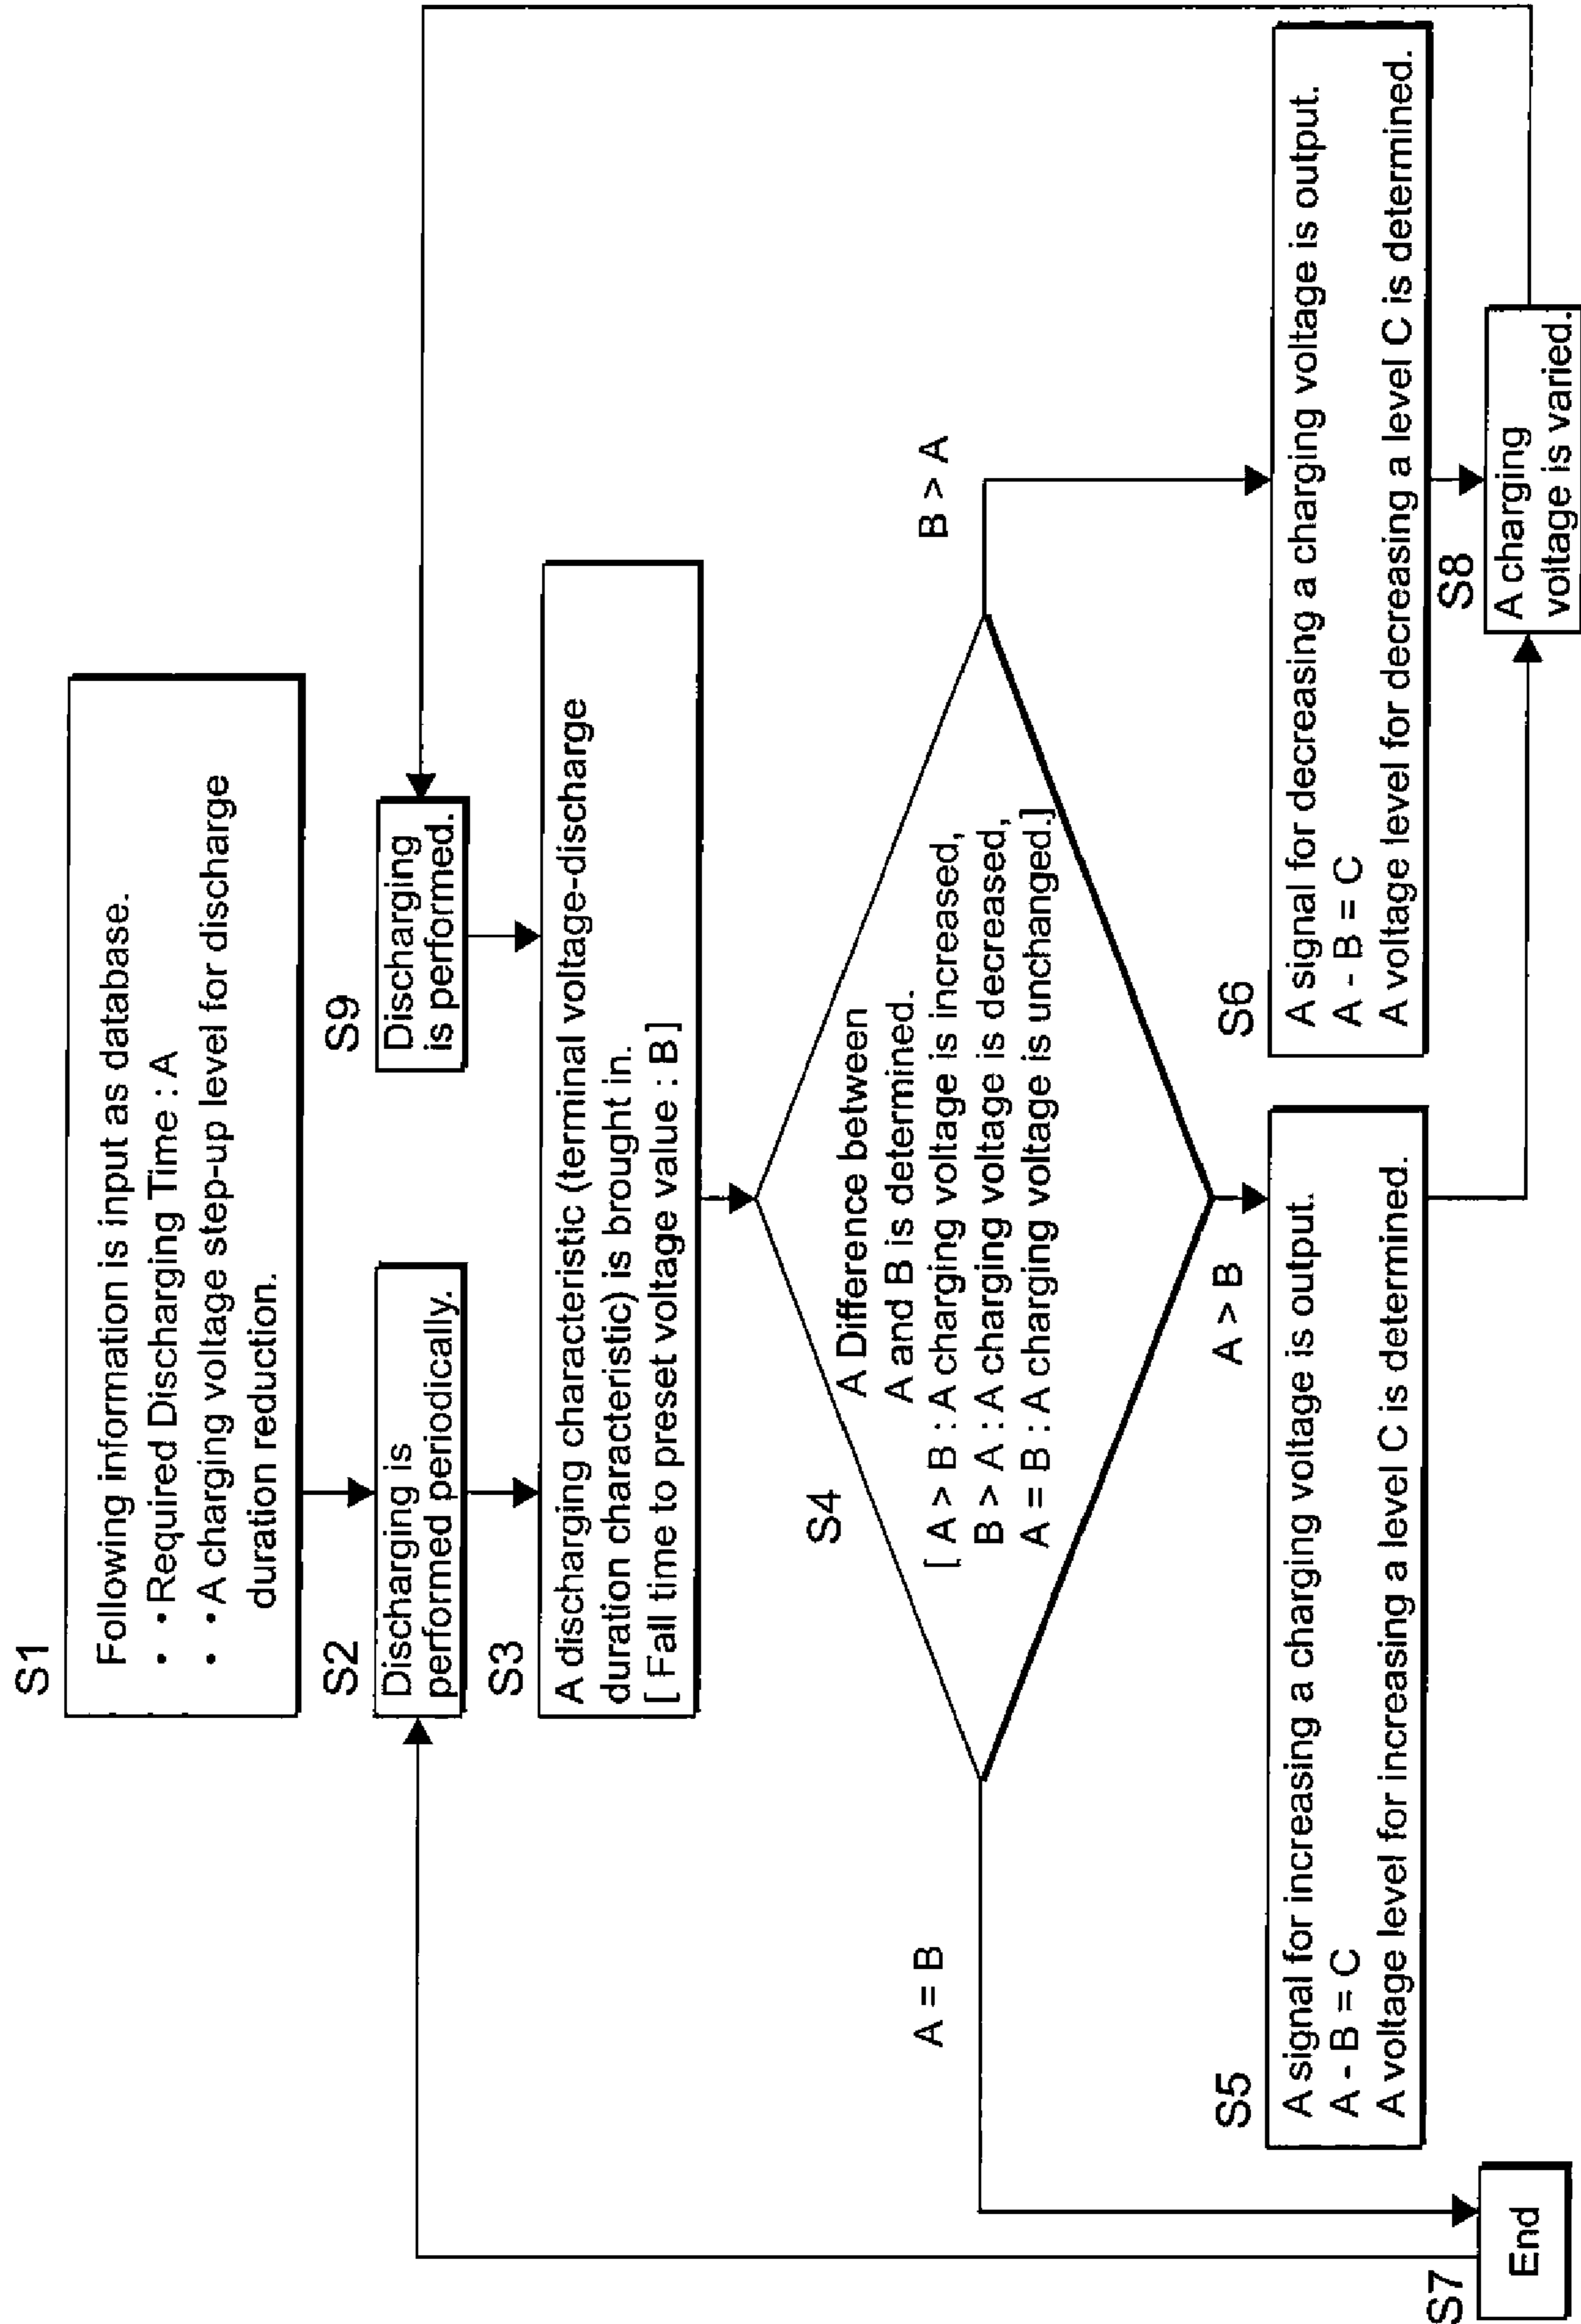 S1
Following information is input as database.
• • Required Discharging Time : A
• • A charging voltage step-up level for discharge
duration reduction.
S2
Discharging is
performed periodically.
S9
Discharging
is performed.
S3
A discharging characteristic (terminal voltage-discharge
duration characteristic) is brought in.
[ Fall time to preset voltage value : B ]
S4
A Difference between
A and B is determined.
[ A > B : A charging voltage is increased,
B > A : A charging voltage is decreased,
A = B : A charging voltage is unchanged.]
A = B
B > A
A > B
S5
A signal for increasing a charging voltage is output.
A - B = C
A voltage level for increasing a level C is determined.
S6
A signal for decreasing a charging voltage is output.
A - B = C
A voltage level for decreasing a level C is determined.
S7
End
S8
A charging
voltage is varied.